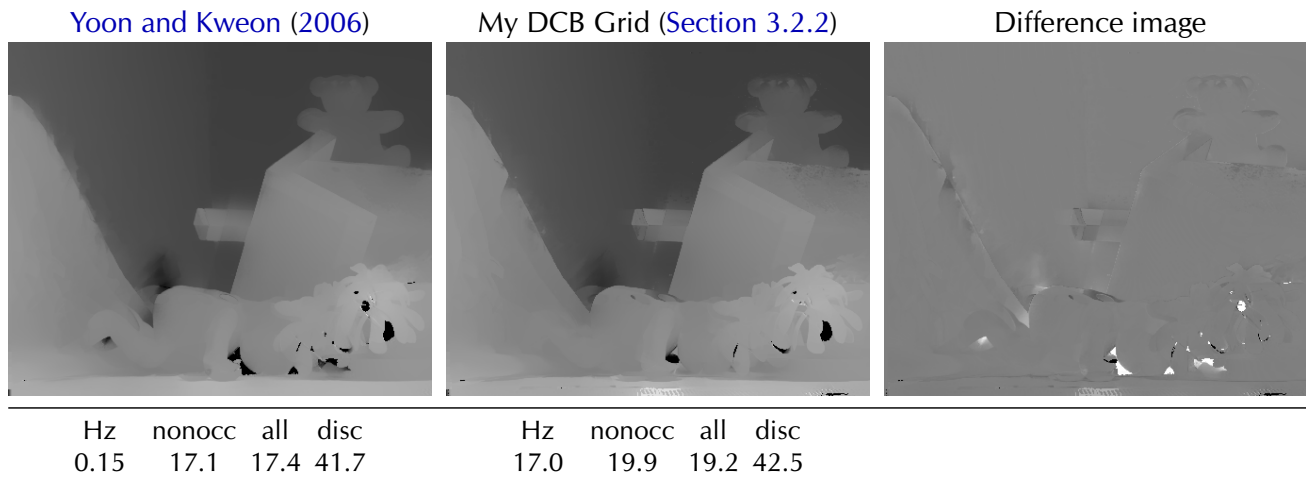 Yoon and Kweon (2006) My DCB Grid (Section 3.2.2) Difference image
Hz nonocc all disc Hz nonocc all disc
0.15 17.1 17.4 41.7 17.0 19.9 19.2 42.5